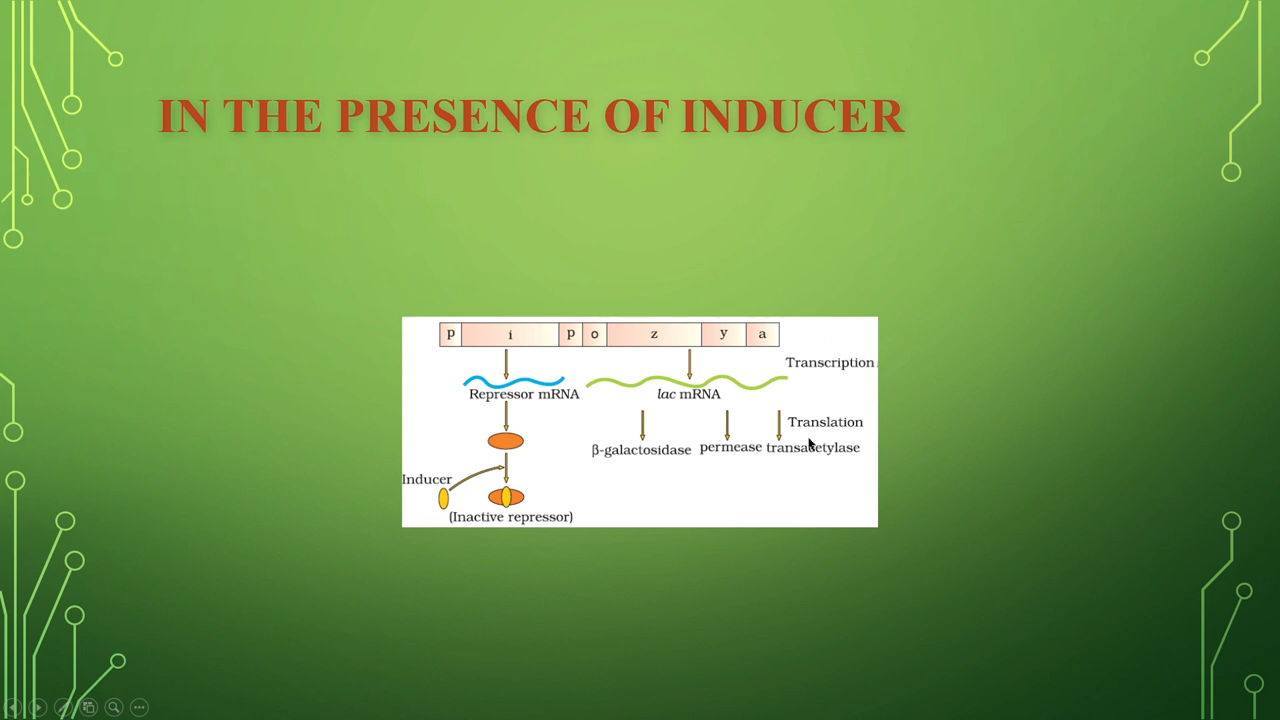 IN THE PRESENCE OF INDUCER
p i p o z y a
Transcription
Repressor mRNA lac mRNA
Translation
β-galactosidase permease transacetylase
Inducer
(Inactive repressor)